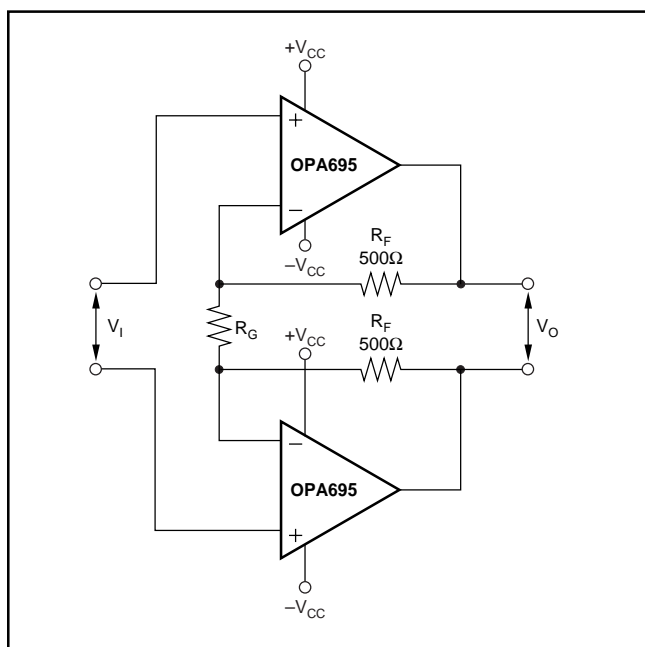 +V_CC
+
OPA695
−
−V_CC
R_F
500Ω
V_I
R_G
+V_CC
R_F
500Ω
V_O
−
OPA695
+
−V_CC